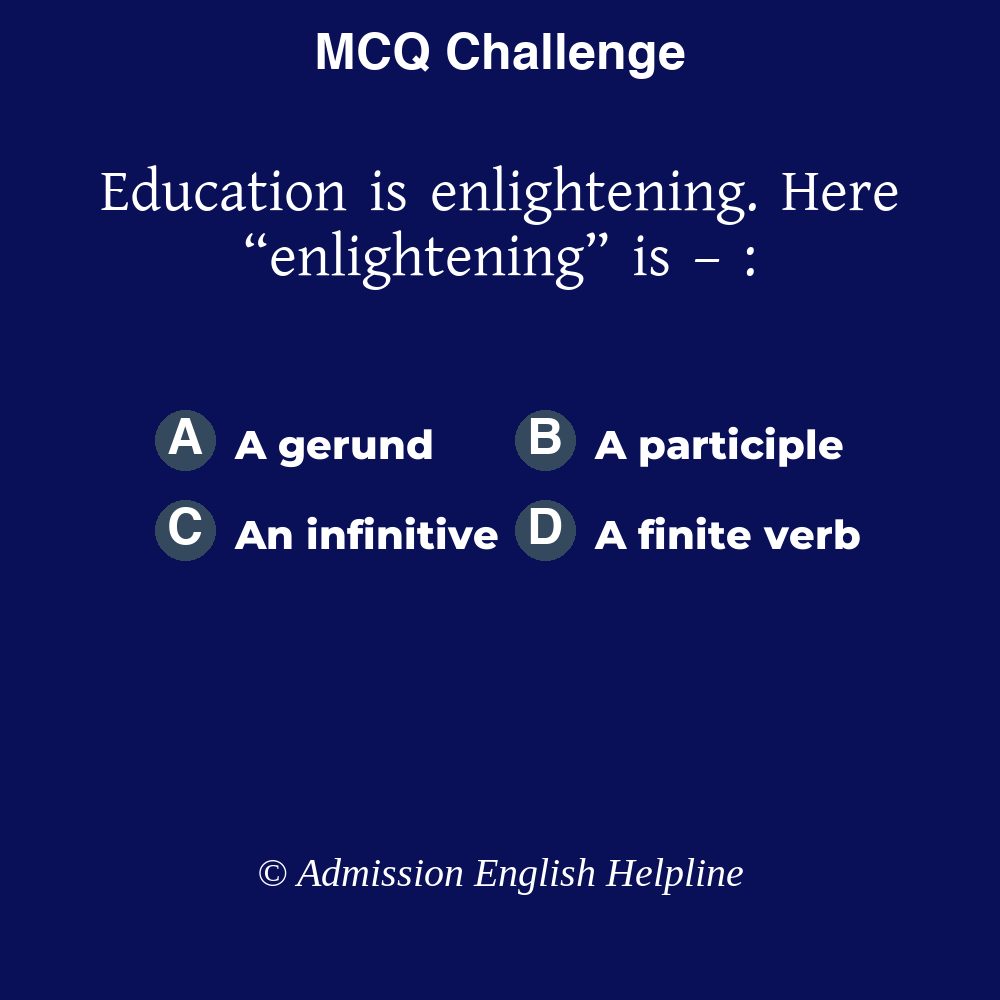 MCQ Challenge
Education is enlightening. Here
“enlightening” is – :
A A gerund B A participle
C An infinitive D A finite verb
© Admission English Helpline